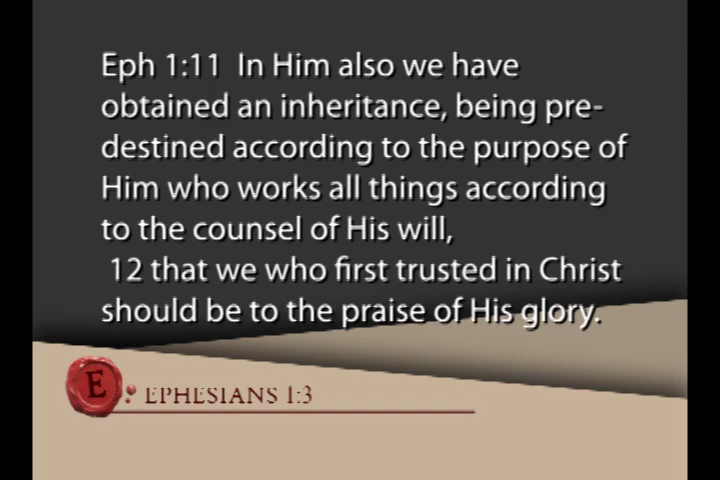 Eph 1:11  In Him also we have
obtained an inheritance, being pre-
destined according to the purpose of
Him who works all things according
to the counsel of His will,
12 that we who first trusted in Christ
should be to the praise of His glory.
E
EPHESIANS 1:3